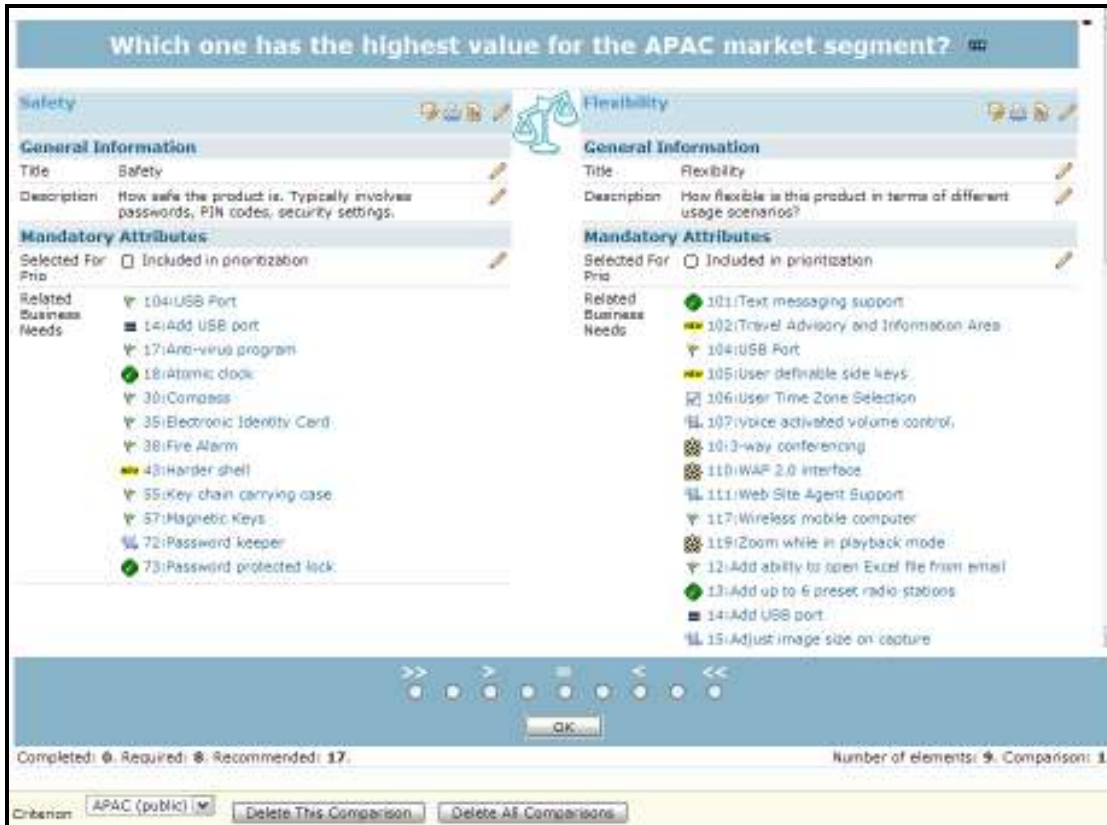 Which one has the highest value for the APAC market segment?
Safety
General Information
Title Safety
Description How safe the product is. Typically involves
passwords, PIN codes, security settings.
Mandatory Attributes
Selected For Included in prioritization
Prio
Related
Business
Needs
104:USB Port
14:Add USB port
17:Anti-virus program
18:Atomic clock
30:Compass
35:Electronic Identity Card
38:Fire Alarm
NEW 43:Harder shell
55:Key chain carrying case
57:Magnetic Keys
72:Password keeper
73:Password protected lock
Flexibility
General Information
Title Flexibility
Description How flexible is this product in terms of different
usage scenarios?
Mandatory Attributes
Selected For Included in prioritization
Prio
Related
Business
Needs
101:Text messaging support
NEW 102:Travel Advisory and Information Area
104:USB Port
NEW 105:User definable side keys
106:User Time Zone Selection
107:Voice activated volume control.
10:3-way conferencing
110:WAP 2.0 interface
111:Web Site Agent Support
117:Wireless mobile computer
119:Zoom while in playback mode
12:Add ability to open Excel file from email
13:Add up to 6 preset radio stations
14:Add USB port
15:Adjust image size on capture
>> > = < <<
OK
Completed: 0. Required: 8. Recommended: 17.
Number of elements: 9. Comparison: 1
Criterion APAC (public) Delete This Comparison Delete All Comparisons